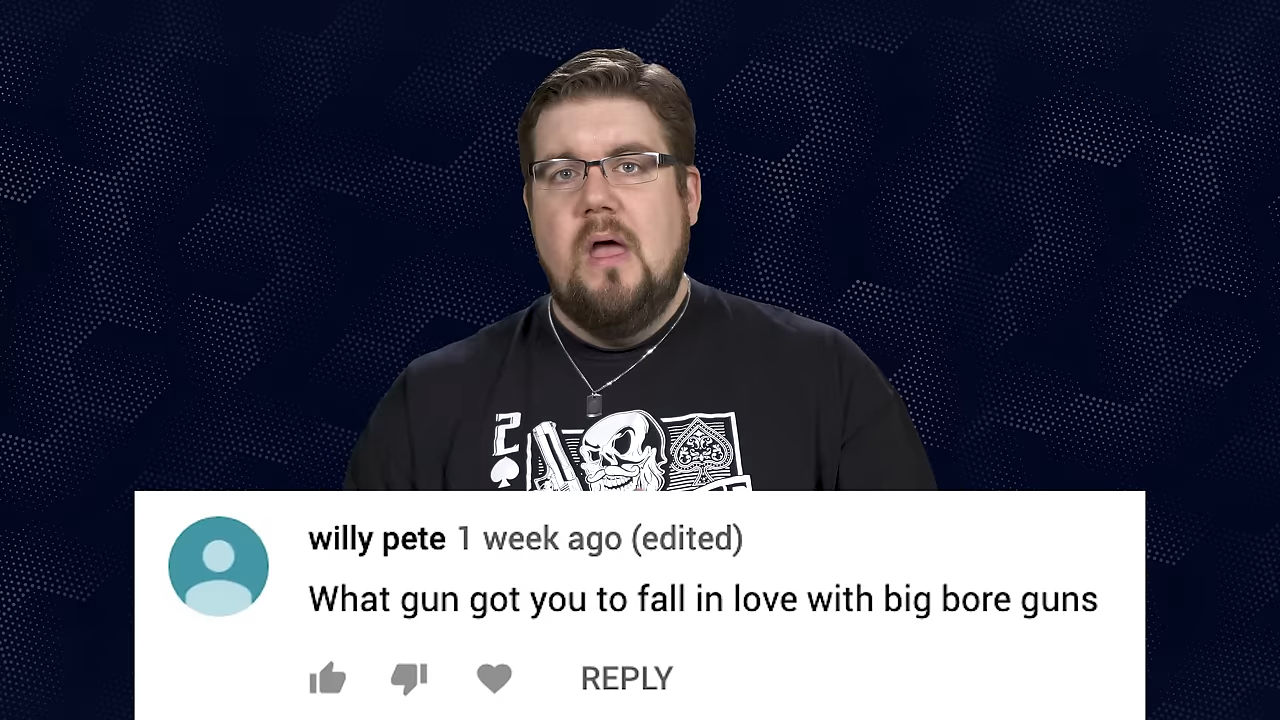 2
willy pete 1 week ago (edited)
What gun got you to fall in love with big bore guns
REPLY